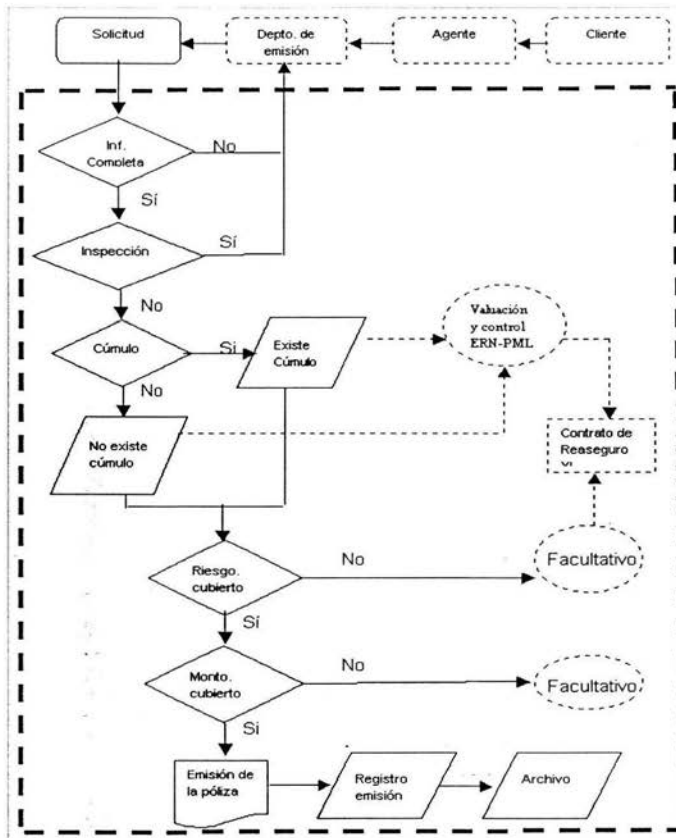 Solicitud
Depto. de
emisión
Agente
Cliente
Inf.
Completa
No
Sí
Inspección
Sí
No
Cúmulo
Si
Existe
Cúmulo
Valuación
y control
ERN-PML
No
No existe
cúmulo
Contrato de
Reaseguro
Riesgo.
cubierto
No
Facultativo
Sí
Monto.
cubierto
No
Facultativo
Si
Emisión de
la póliza
Registro
emisión
Archivo